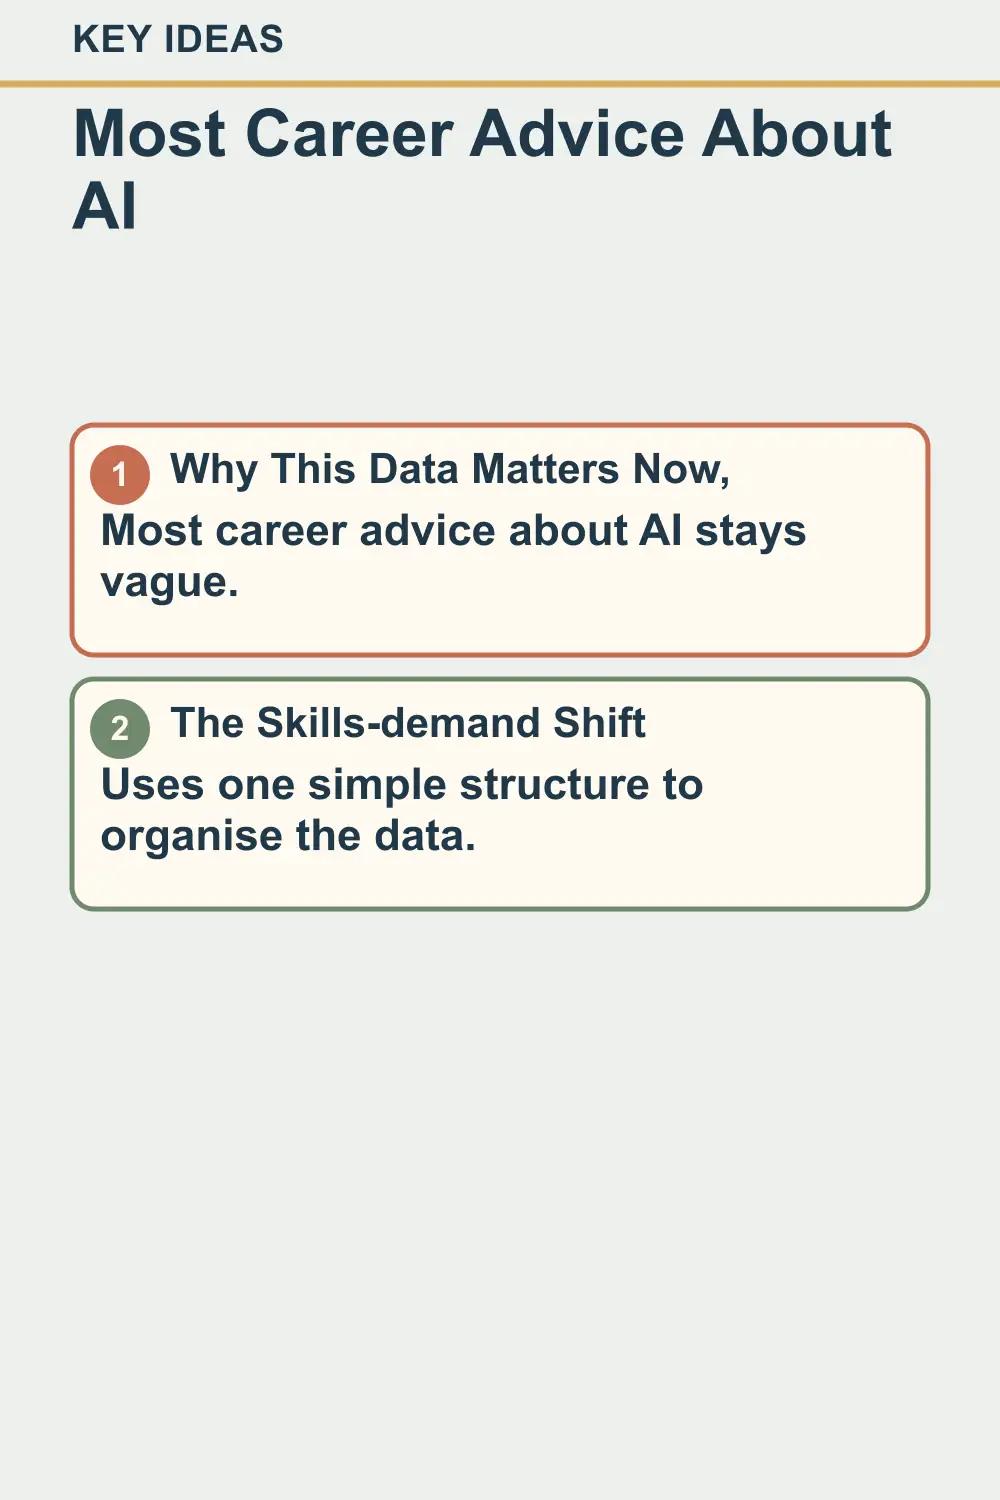 KEY IDEAS
Most Career Advice About
AI
1 Why This Data Matters Now,
Most career advice about AI stays
vague.
2 The Skills-demand Shift
Uses one simple structure to
organise the data.